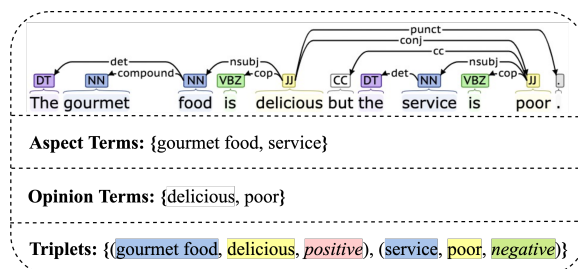 punct
conj
cc
det nsubj nsubj
compound cop det cop
DT NN NN VBZ JJ CC DT NN VBZ JJ .
The gourmet food is delicious but the service is poor .
Aspect Terms: {gourmet food, service}
Opinion Terms: {delicious, poor}
Triplets: {(gourmet food, delicious, positive), (service, poor, negative)}